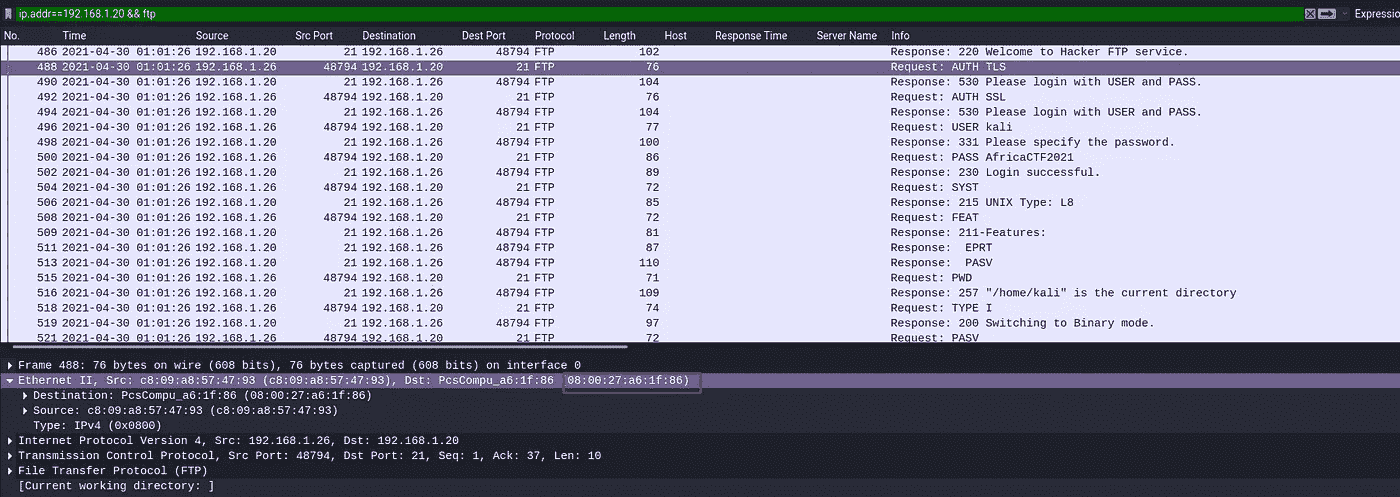 ip.addr==192.168.1.20 && ftp Expressio
No. Time Source Src Port Destination Dest Port Protocol Length Host Response Time Server Name Info
486 2021-04-30 01:01:26 192.168.1.20 21 192.168.1.26 48794 FTP 102 Response: 220 Welcome to Hacker FTP service.
488 2021-04-30 01:01:26 192.168.1.26 48794 192.168.1.20 21 FTP 76 Request: AUTH TLS
490 2021-04-30 01:01:26 192.168.1.20 21 192.168.1.26 48794 FTP 104 Response: 530 Please login with USER and PASS.
492 2021-04-30 01:01:26 192.168.1.26 48794 192.168.1.20 21 FTP 76 Request: AUTH SSL
494 2021-04-30 01:01:26 192.168.1.20 21 192.168.1.26 48794 FTP 104 Response: 530 Please login with USER and PASS.
496 2021-04-30 01:01:26 192.168.1.26 48794 192.168.1.20 21 FTP 77 Request: USER kali
498 2021-04-30 01:01:26 192.168.1.20 21 192.168.1.26 48794 FTP 100 Response: 331 Please specify the password.
500 2021-04-30 01:01:26 192.168.1.26 48794 192.168.1.20 21 FTP 86 Request: PASS AfricaCTF2021
502 2021-04-30 01:01:26 192.168.1.20 21 192.168.1.26 48794 FTP 89 Response: 230 Login successful.
504 2021-04-30 01:01:26 192.168.1.26 48794 192.168.1.20 21 FTP 72 Request: SYST
506 2021-04-30 01:01:26 192.168.1.20 21 192.168.1.26 48794 FTP 85 Response: 215 UNIX Type: L8
508 2021-04-30 01:01:26 192.168.1.26 48794 192.168.1.20 21 FTP 72 Request: FEAT
509 2021-04-30 01:01:26 192.168.1.20 21 192.168.1.26 48794 FTP 81 Response: 211-Features:
511 2021-04-30 01:01:26 192.168.1.20 21 192.168.1.26 48794 FTP 87 Response: EPRT
513 2021-04-30 01:01:26 192.168.1.20 21 192.168.1.26 48794 FTP 110 Response: PASV
515 2021-04-30 01:01:26 192.168.1.26 48794 192.168.1.20 21 FTP 71 Request: PWD
516 2021-04-30 01:01:26 192.168.1.20 21 192.168.1.26 48794 FTP 109 Response: 257 "/home/kali" is the current directory
518 2021-04-30 01:01:26 192.168.1.26 48794 192.168.1.20 21 FTP 74 Request: TYPE I
519 2021-04-30 01:01:26 192.168.1.20 21 192.168.1.26 48794 FTP 97 Response: 200 Switching to Binary mode.
521 2021-04-30 01:01:26 192.168.1.26 48794 192.168.1.20 21 FTP 72 Request: PASV
Frame 488: 76 bytes on wire (608 bits), 76 bytes captured (608 bits) on interface 0
Ethernet II, Src: c8:09:a8:57:47:93 (c8:09:a8:57:47:93), Dst: PcsCompu_a6:1f:86 (08:00:27:a6:1f:86)
Destination: PcsCompu_a6:1f:86 (08:00:27:a6:1f:86)
Source: c8:09:a8:57:47:93 (c8:09:a8:57:47:93)
Type: IPv4 (0x0800)
Internet Protocol Version 4, Src: 192.168.1.26, Dst: 192.168.1.20
Transmission Control Protocol, Src Port: 48794, Dst Port: 21, Seq: 1, Ack: 37, Len: 10
File Transfer Protocol (FTP)
[Current working directory: ]